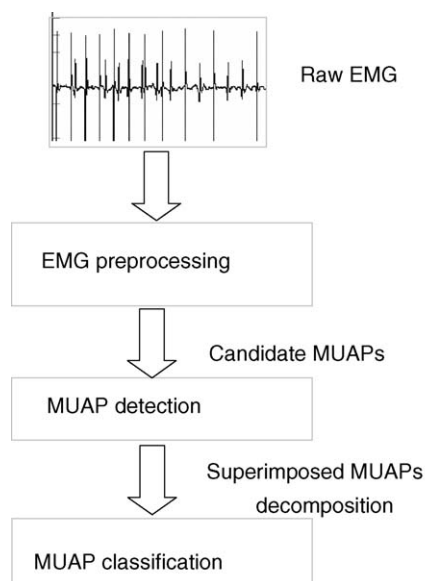 Raw EMG
EMG preprocessing
Candidate MUAPs
MUAP detection
Superimposed MUAPs
decomposition
MUAP classification